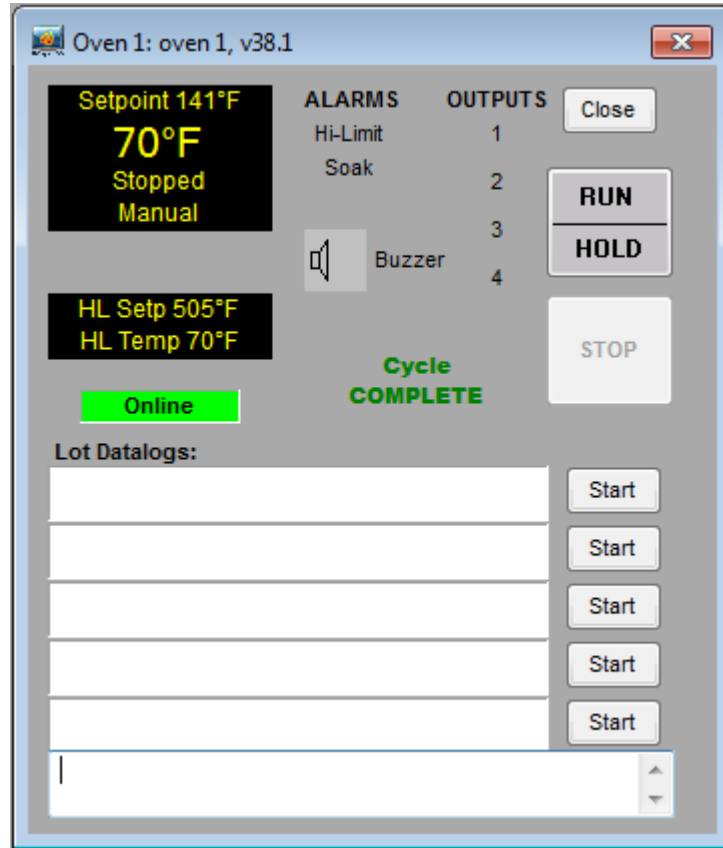 Oven 1: oven 1, v38.1
Setpoint 141°F
70°F
Stopped
Manual
ALARMS
Hi-Limit
Soak
Buzzer
OUTPUTS
1
2
3
4
Close
RUN
HOLD
STOP
HL Setp 505°F
HL Temp 70°F
Online
Cycle
COMPLETE
Lot Datalogs:
Start
Start
Start
Start
Start